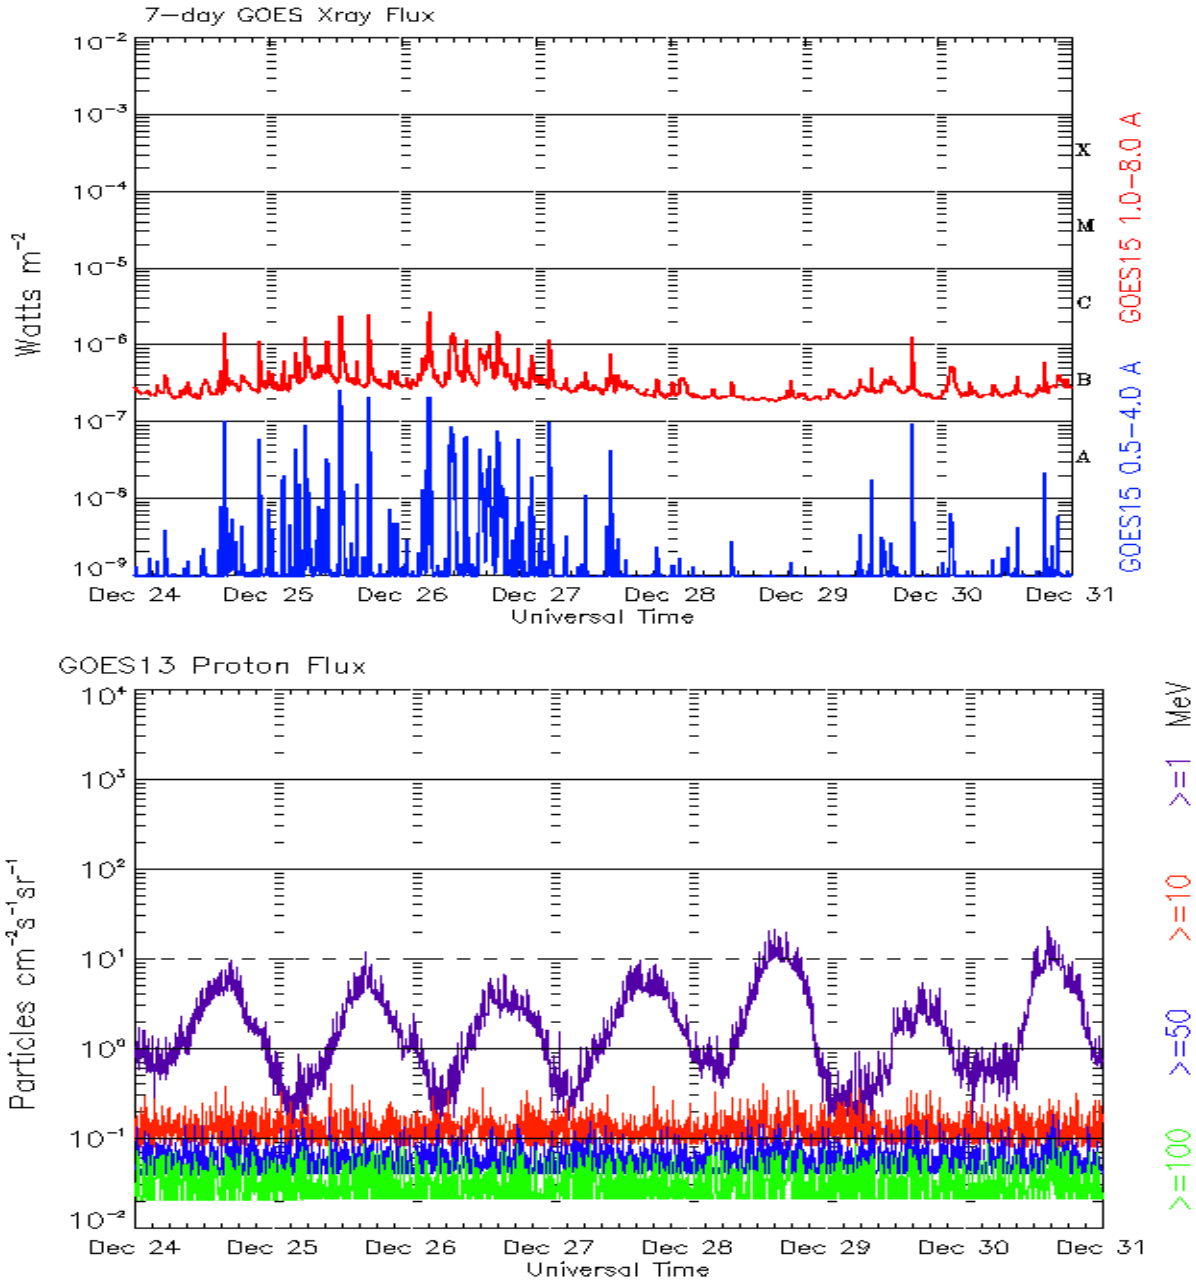 7-day GOES Xray Flux
10⁻²
10⁻³
10⁻⁴
10⁻⁵
10⁻⁶
10⁻⁷
10⁻⁸
10⁻⁹
Watts m⁻²
X
M
C
B
A
GOES15 1.0-8.0 A
GOES15 0.5-4.0 A
Dec 24 Dec 25 Dec 26 Dec 27 Dec 28 Dec 29 Dec 30 Dec 31
Universal Time
GOES13 Proton Flux
10⁴
10³
10²
10¹
10⁰
10⁻¹
10⁻²
Particles cm⁻²s⁻¹sr⁻¹
>=1 MeV
>=10
>=50
>=100
Dec 24 Dec 25 Dec 26 Dec 27 Dec 28 Dec 29 Dec 30 Dec 31
Universal Time